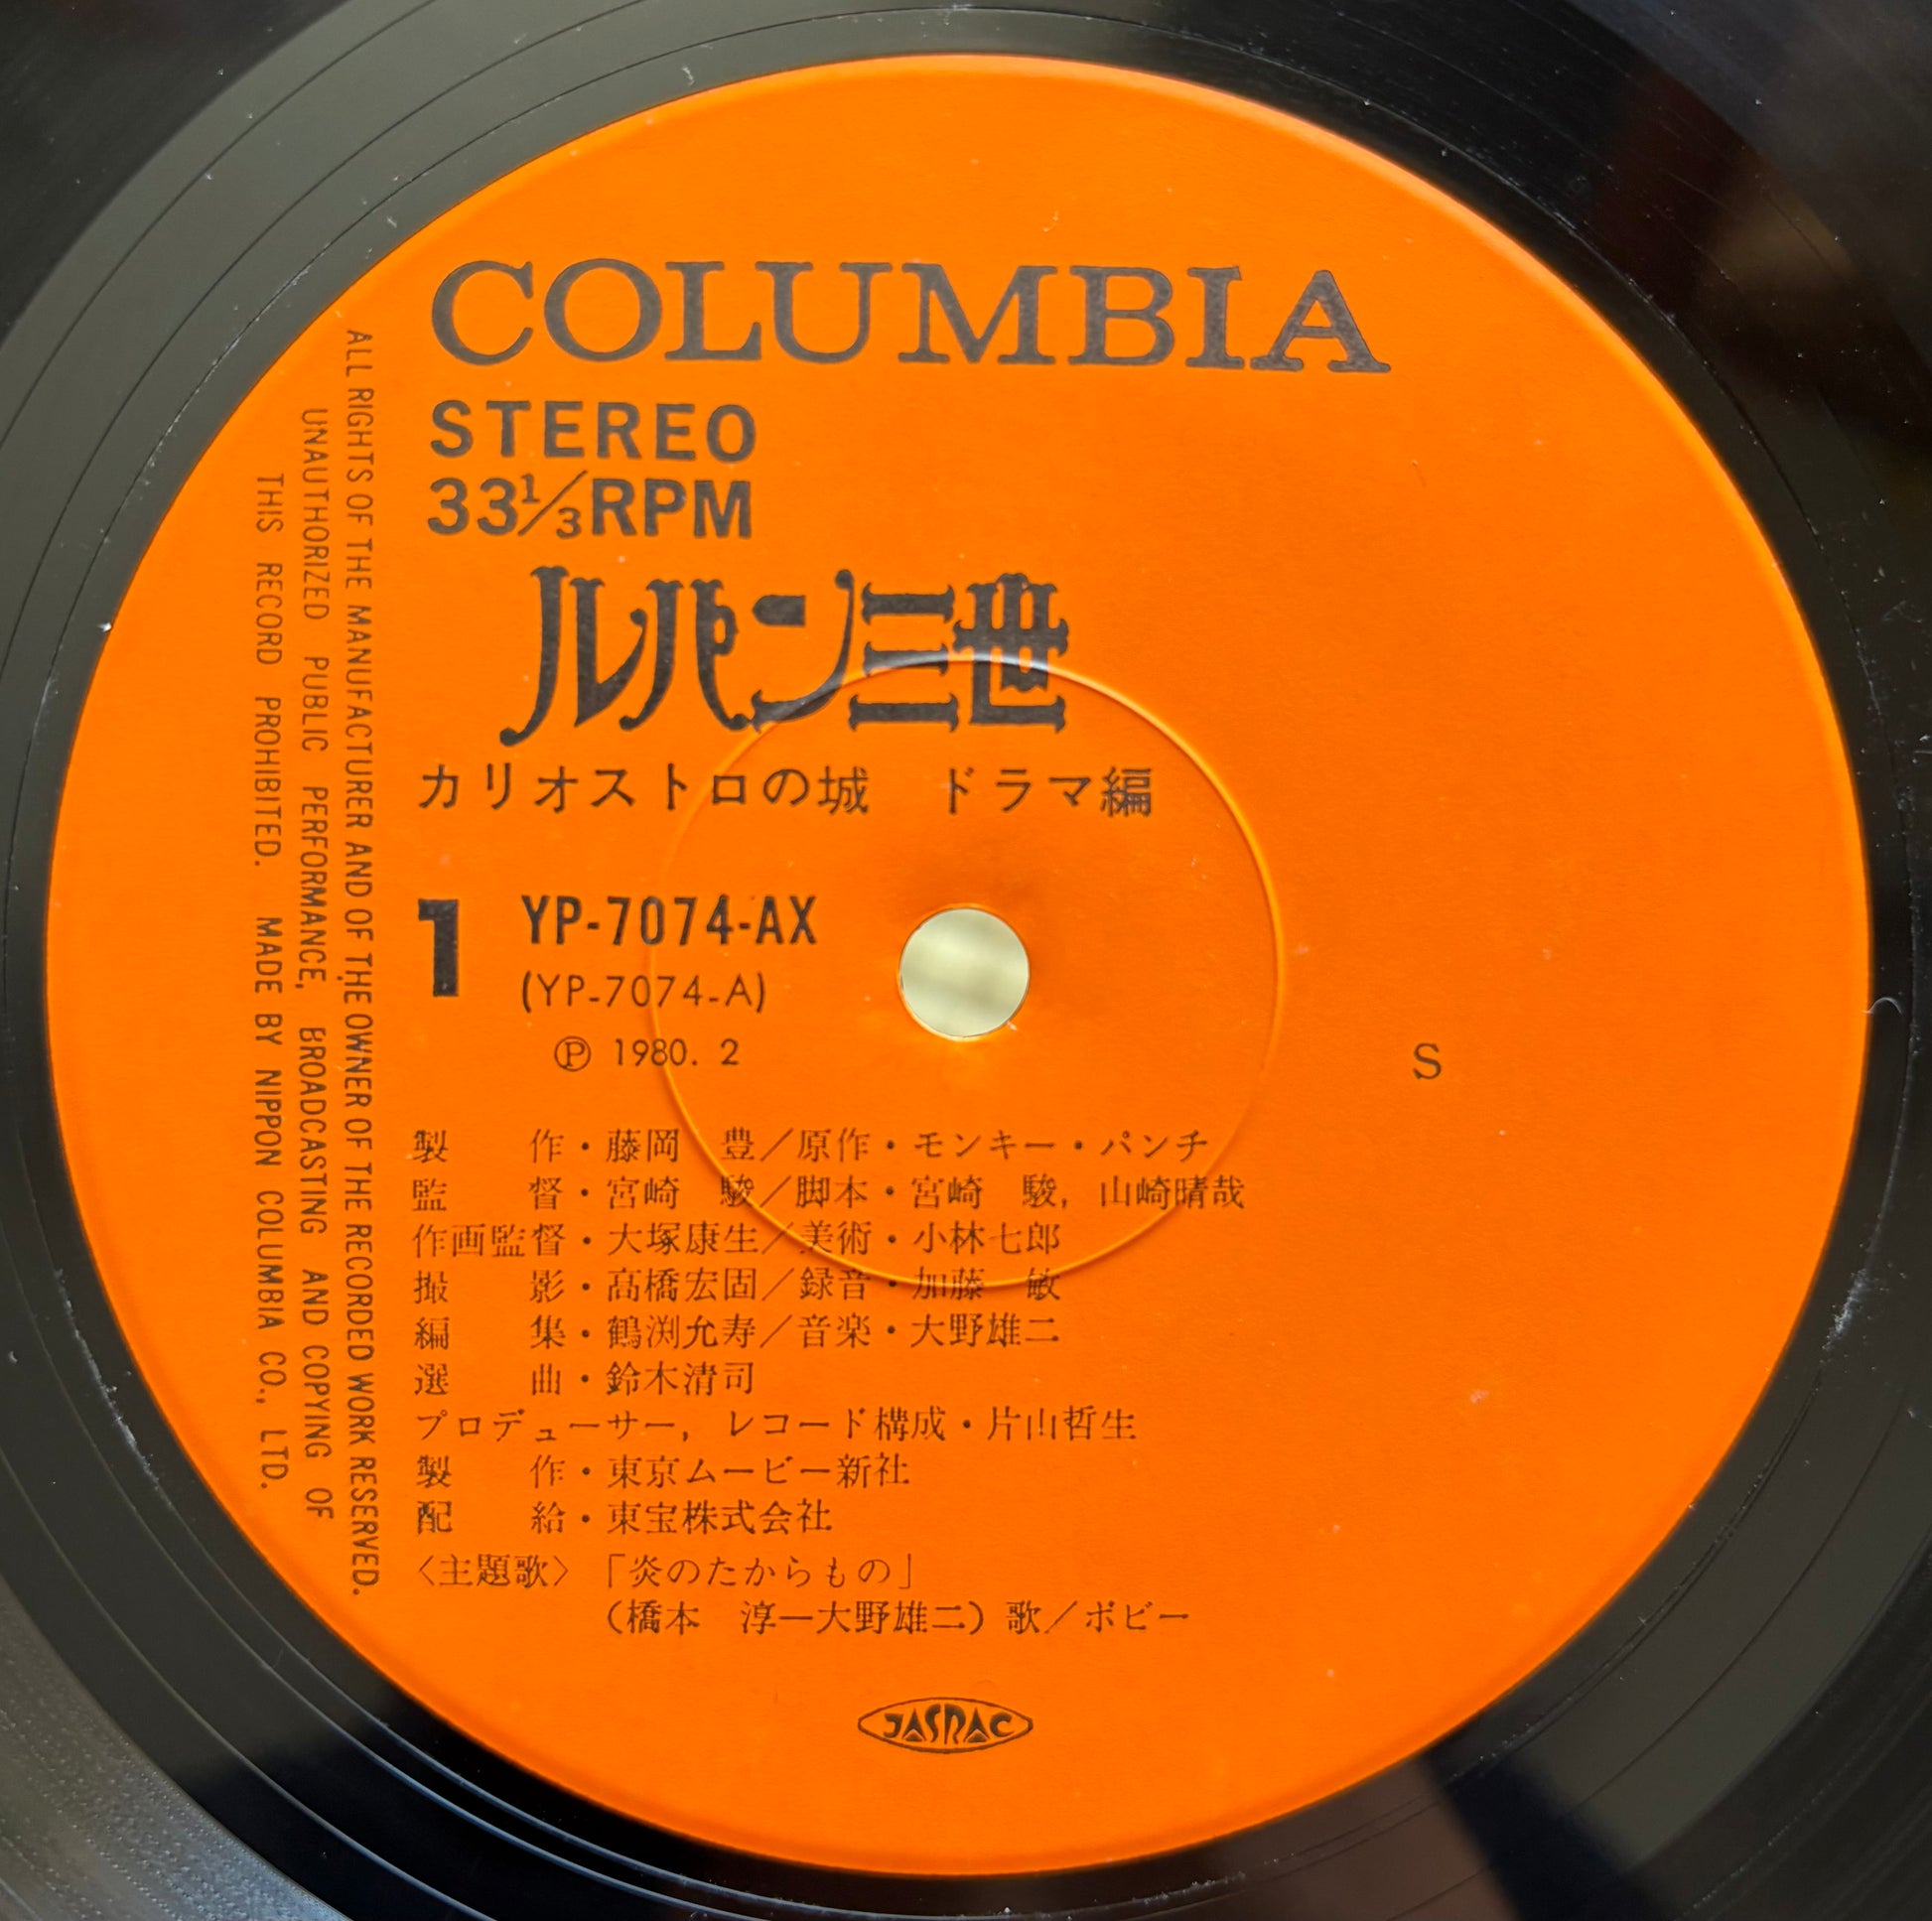 COLUMBIA
STEREO
33⅓RPM
ルパン三世
カリオストロの城　ドラマ編
1
YP-7074-AX
(YP-7074-A)
Ⓟ 1980. 2
S
製　　作・藤岡　豊／原作・モンキー・パンチ
監　　督・宮崎　駿／脚本・宮崎　駿，山崎晴哉
作画監督・大塚康生／美術・小林七郎
撮　　影・高橋宏固／録音・加藤　敏
編　　集・鶴渕允寿／音楽・大野雄二
選　　曲・鈴木清司
プロデューサー，レコード構成・片山哲生
製　　作・東京ムービー新社
配　　給・東宝株式会社
〈主題歌〉「炎のたからもの」
（橋本　淳―大野雄二）歌／ボビー
JASRAC
ALL RIGHTS OF THE MANUFACTURER AND OF THE OWNER OF THE RECORDED WORK RESERVED.
UNAUTHORIZED PUBLIC PERFORMANCE, BROADCASTING AND COPYING OF
THIS RECORD PROHIBITED. MADE BY NIPPON COLUMBIA CO., LTD.